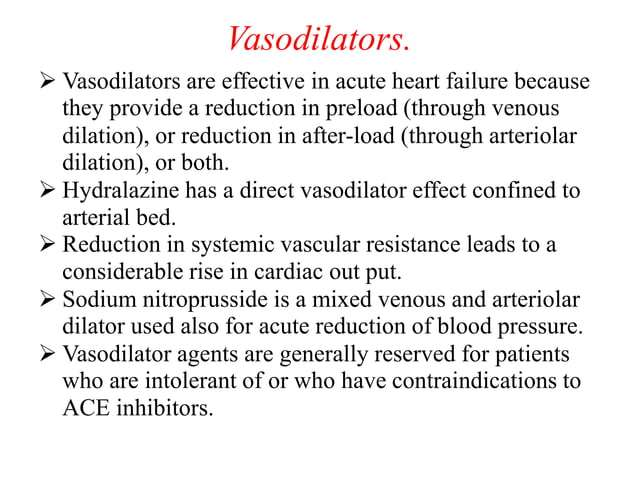 Vasodilators.
➢ Vasodilators are effective in acute heart failure because
they provide a reduction in preload (through venous
dilation), or reduction in after-load (through arteriolar
dilation), or both.
➢ Hydralazine has a direct vasodilator effect confined to
arterial bed.
➢ Reduction in systemic vascular resistance leads to a
considerable rise in cardiac out put.
➢ Sodium nitroprusside is a mixed venous and arteriolar
dilator used also for acute reduction of blood pressure.
➢ Vasodilator agents are generally reserved for patients
who are intolerant of or who have contraindications to
ACE inhibitors.